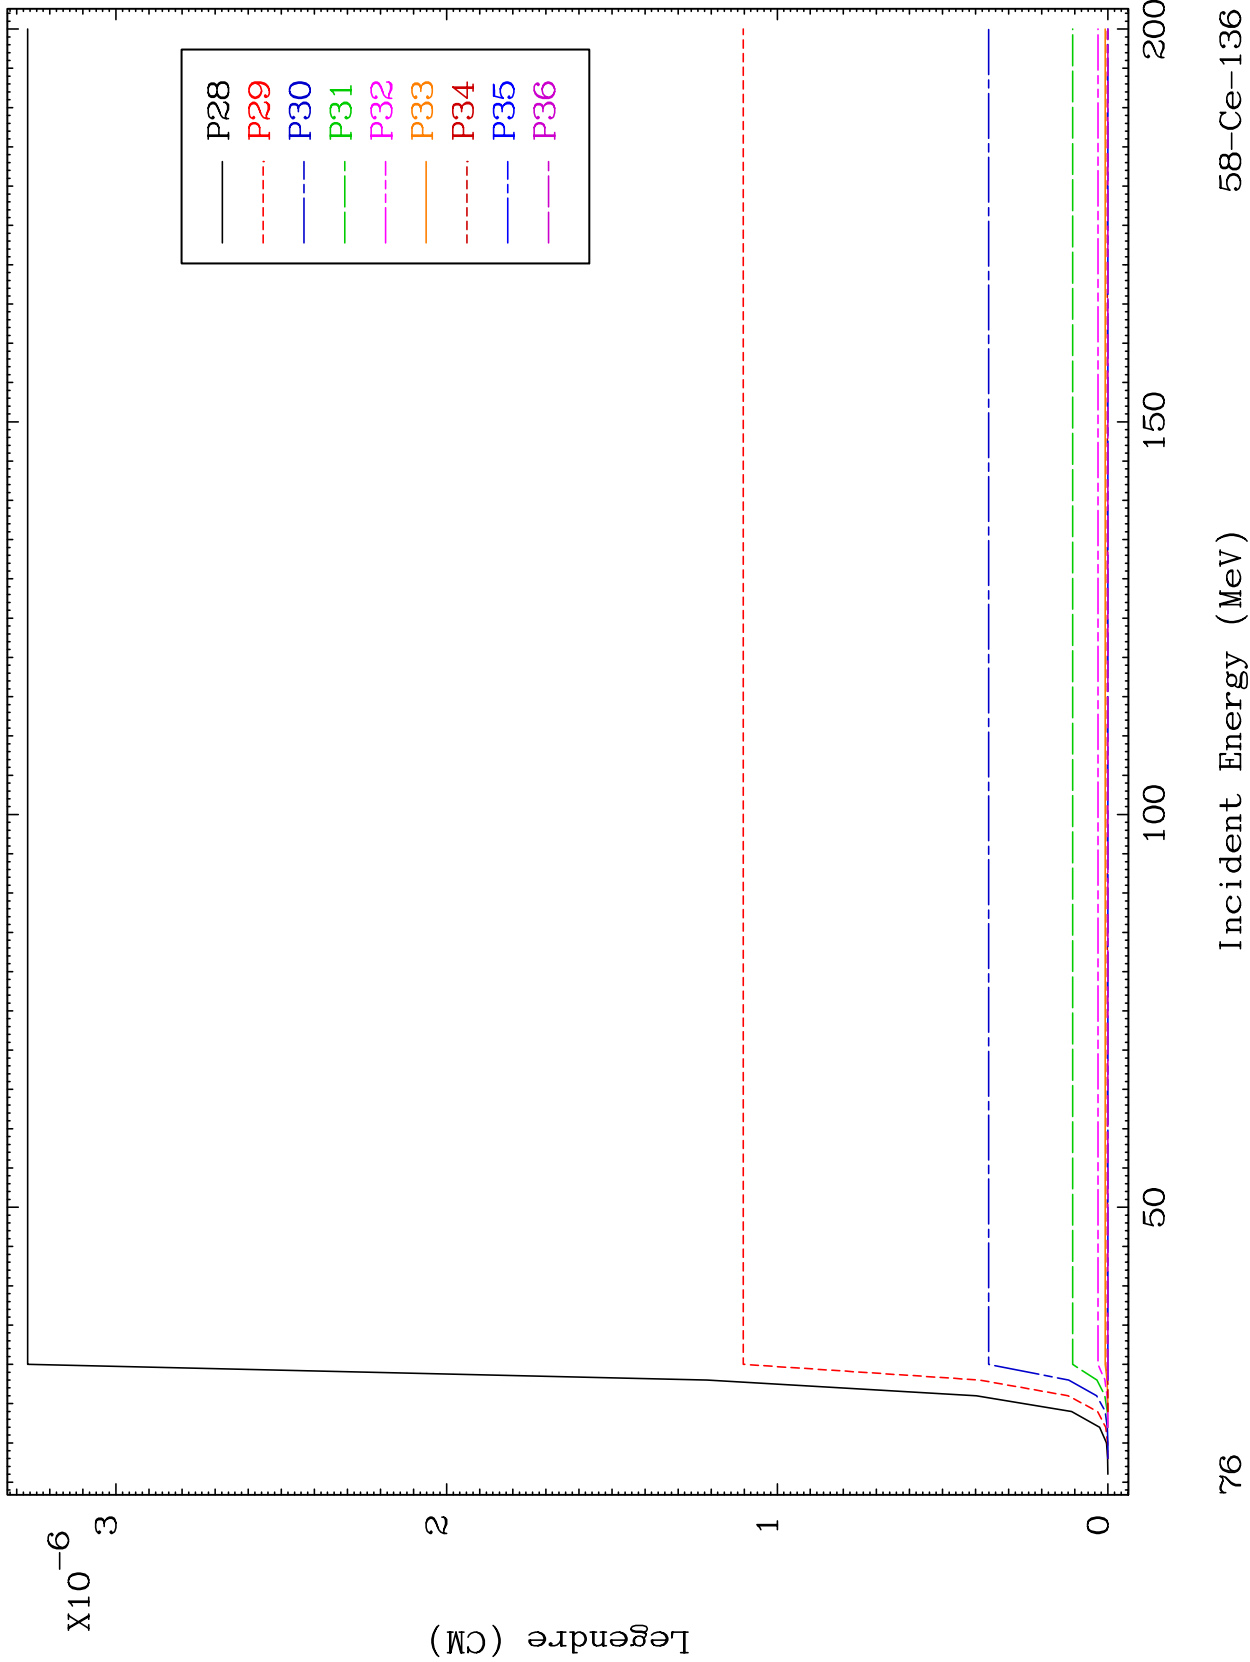 X10-6
3
2
1
0
Legendre (CM)
P28
P29
P30
P31
P32
P33
P34
P35
P36
50
100
150
200
Incident Energy (MeV)
76
58-Ce-136